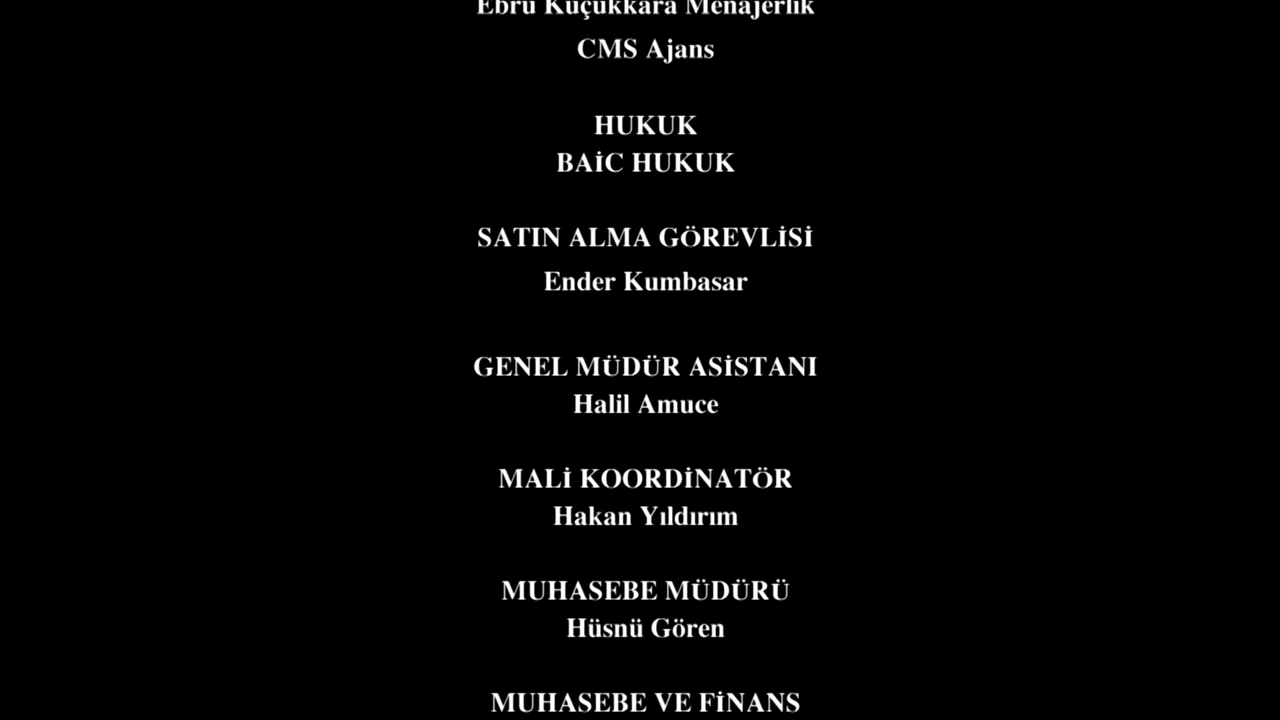 Ebru Küçükkara Menajerlik
CMS Ajans
HUKUK
BAİC HUKUK
SATIN ALMA GÖREVLİSİ
Ender Kumbasar
GENEL MÜDÜR ASİSTANI
Halil Amuce
MALİ KOORDİNATÖR
Hakan Yıldırım
MUHASEBE MÜDÜRÜ
Hüsnü Gören
MUHASEBE VE FİNANS